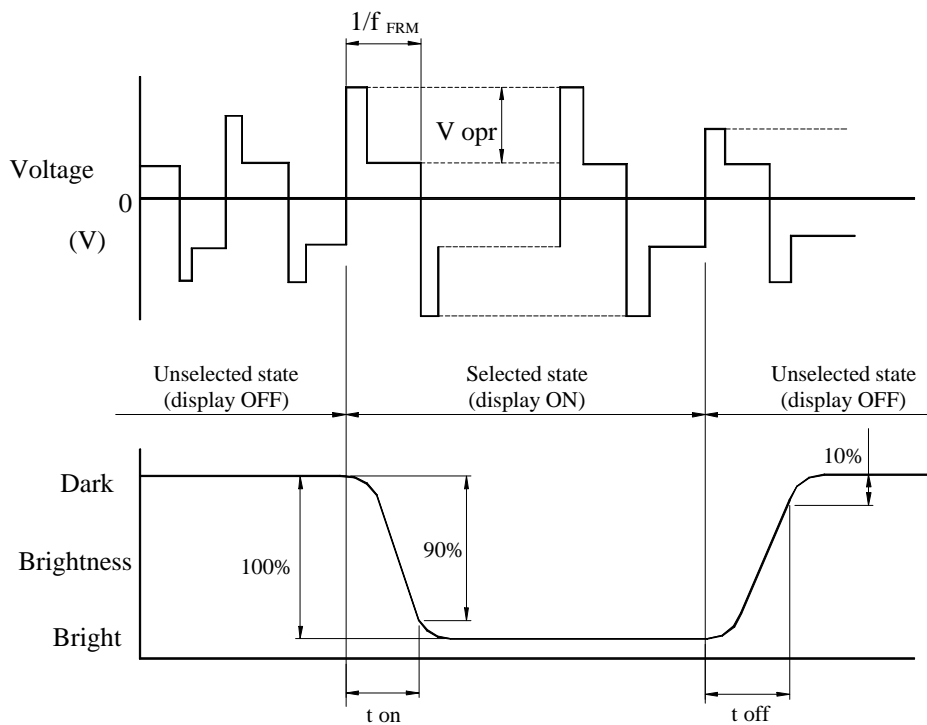 1/f FRM
V opr
Voltage
0
(V)
Unselected state
(display OFF)
Selected state
(display ON)
Unselected state
(display OFF)
10%
Dark
90%
100%
Brightness
Bright
t on
t off